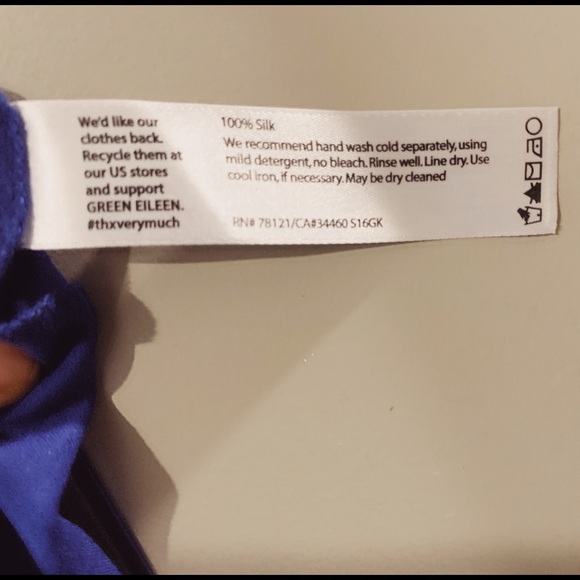 We'd like our
clothes back.
Recycle them at
our US stores
and support
GREEN EILEEN.
#thxverymuch
100% Silk
We recommend hand wash cold separately, using
mild detergent, no bleach. Rinse well. Line dry. Use
cool iron, if necessary. May be dry cleaned
RN# 78121/CA#34460 S16GK